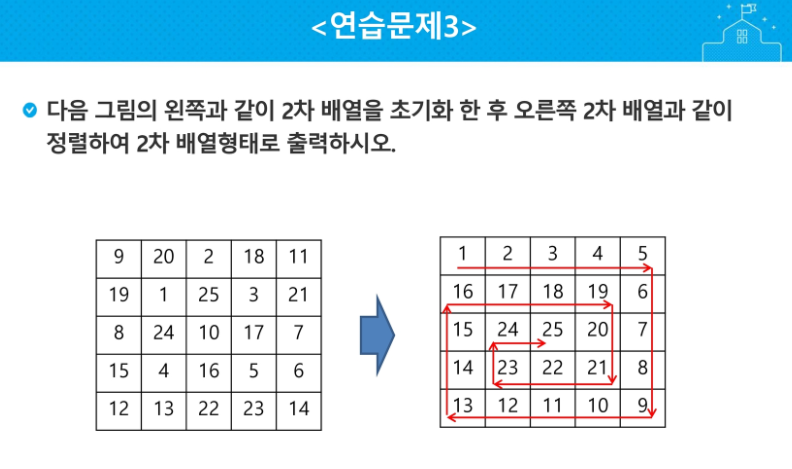 <연습문제3>
다음 그림의 왼쪽과 같이 2차 배열을 초기화 한 후 오른쪽 2차 배열과 같이
정렬하여 2차 배열형태로 출력하시오.
9 20 2 18 11
19 1 25 3 21
8 24 10 17 7
15 4 16 5 6
12 13 22 23 14
1 2 3 4 5
16 17 18 19 6
15 24 25 20 7
14 23 22 21 8
13 12 11 10 9